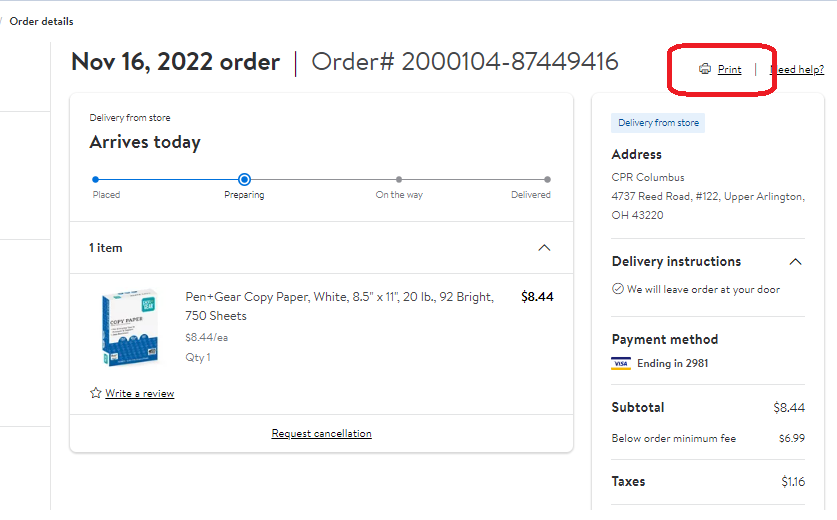 / Order details
Nov 16, 2022 order | Order# 2000104-87449416
Print | Need help?
Delivery from store
Arrives today
Placed
Preparing
On the way
Delivered
1 item
Pen+Gear Copy Paper, White, 8.5" x 11", 20 lb., 92 Bright,
750 Sheets
$8.44
$8.44/ea
Qty 1
COPY PAPER
Write a review
Request cancellation
Delivery from store
Address
CPR Columbus
4737 Reed Road, #122, Upper Arlington,
OH 43220
Delivery instructions
We will leave order at your door
Payment method
VISA Ending in 2981
Subtotal $8.44
Below order minimum fee $6.99
Taxes $1.16